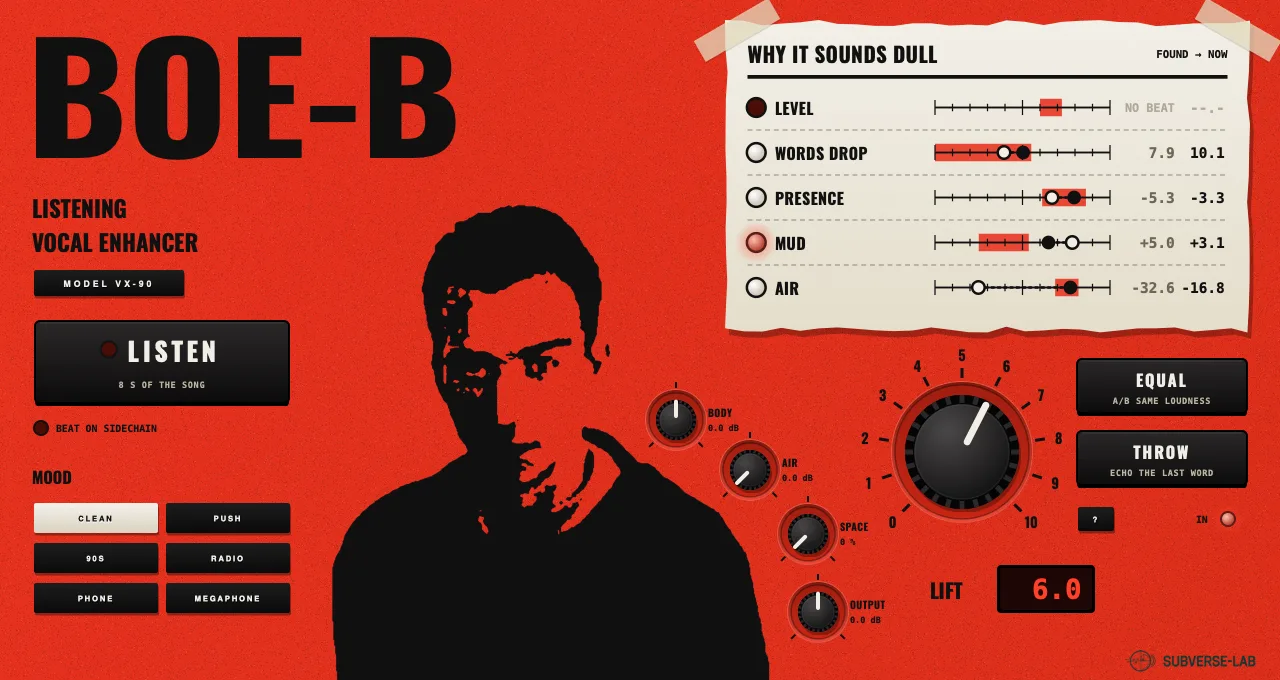 BOE-B
LISTENING
VOCAL ENHANCER
MODEL VX-90
LISTEN
8 S OF THE SONG
BEAT ON SIDECHAIN
MOOD
CLEAN PUSH
90S RADIO
PHONE MEGAPHONE
WHY IT SOUNDS DULL FOUND → NOW
LEVEL NO BEAT --.-
WORDS DROP 7.9 10.1
PRESENCE -5.3 -3.3
MUD +5.0 +3.1
AIR -32.6 -16.8
BODY
0.0 dB
AIR
0.0 dB
SPACE
0 %
OUTPUT
0.0 dB
0 1 2 3 4 5 6 7 8 9 10
EQUAL
A/B SAME LOUDNESS
THROW
ECHO THE LAST WORD
? IN
LIFT 6.0
SUBVERSE-LAB